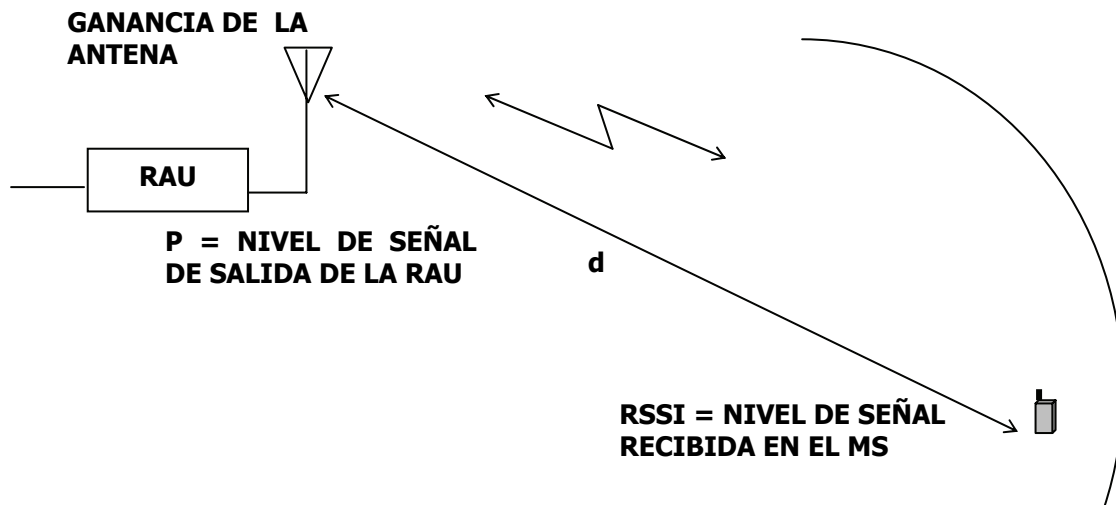 GANANCIA DE LA
ANTENA
RAU
P = NIVEL DE SEÑAL
DE SALIDA DE LA RAU
d
RSSI = NIVEL DE SEÑAL
RECIBIDA EN EL MS